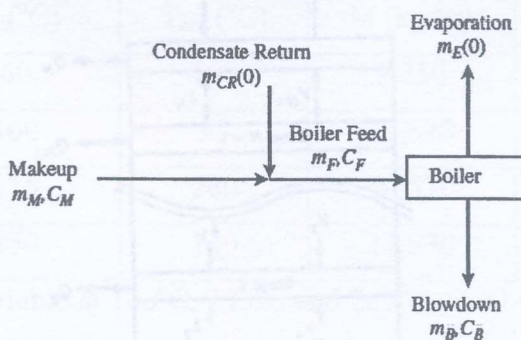 Evaporation
m_E(0)
Condensate Return
m_CR(0)
Boiler Feed
m_F, C_F
Makeup
m_M, C_M
Boiler
Blowdown
m_B, C_B